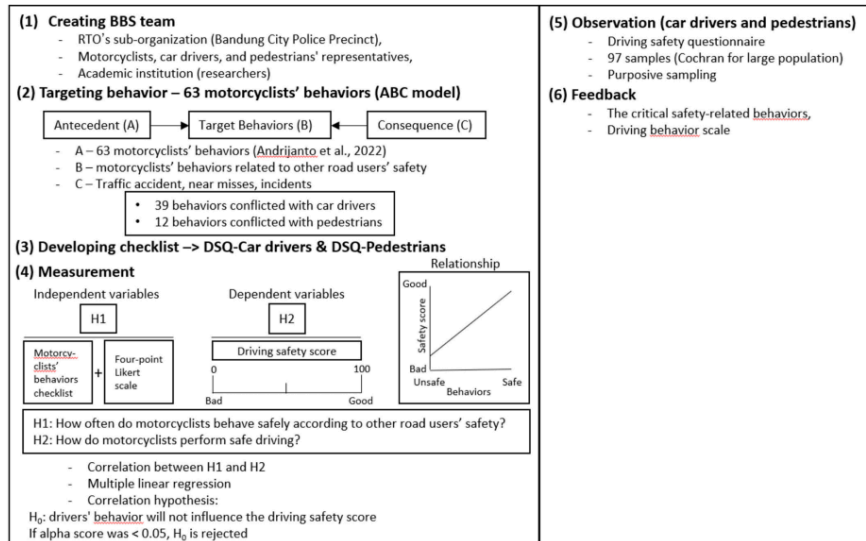 (1) Creating BBS team
- RTO's sub-organization (Bandung City Police Precinct),
- Motorcyclists, car drivers, and pedestrians' representatives,
- Academic institution (researchers)
(2) Targeting behavior – 63 motorcyclists' behaviors (ABC model)
Antecedent (A) Target Behaviors (B) Consequence (C)
- A – 63 motorcyclists' behaviors (Andrijanto et al., 2022)
- B – motorcyclists' behaviors related to other road users' safety
- C – Traffic accident, near misses, incidents
• 39 behaviors conflicted with car drivers
• 12 behaviors conflicted with pedestrians
(3) Developing checklist –> DSQ-Car drivers & DSQ-Pedestrians
(4) Measurement
Independent variables
H1
Motorcy-
clists'
behaviors
checklist
+
Four-point
Likert
scale
Dependent variables
H2
Driving safety score
0 100
Bad Good
Relationship
Good
Safety score
Bad
Unsafe Safe
Behaviors
H1: How often do motorcyclists behave safely according to other road users' safety?
H2: How do motorcyclists perform safe driving?
- Correlation between H1 and H2
- Multiple linear regression
- Correlation hypothesis:
H₀: drivers' behavior will not influence the driving safety score
If alpha score was < 0.05, H₀ is rejected
(5) Observation (car drivers and pedestrians)
- Driving safety questionnaire
- 97 samples (Cochran for large population)
- Purposive sampling
(6) Feedback
- The critical safety-related behaviors,
- Driving behavior scale